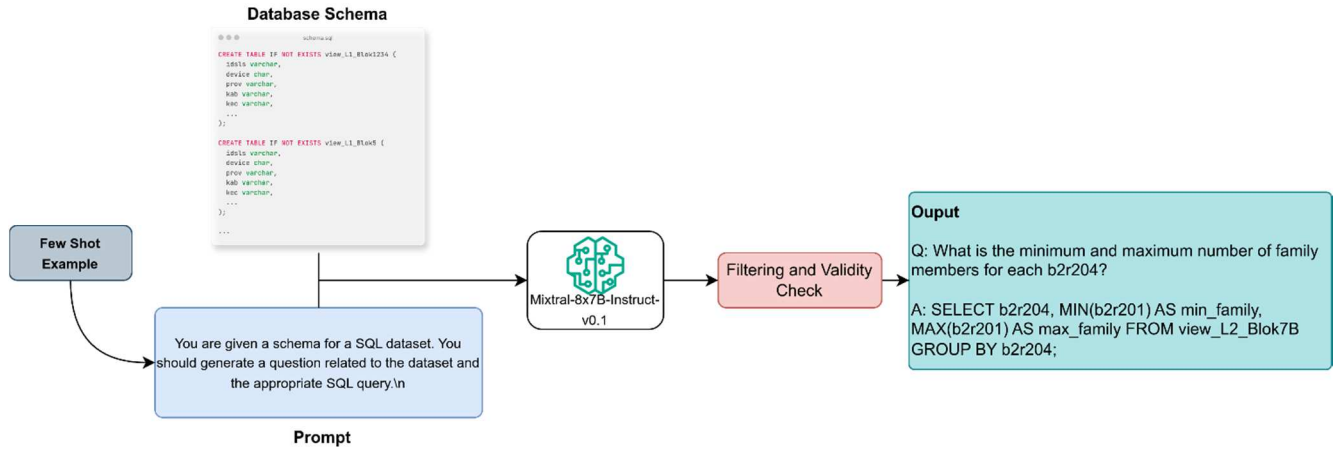 Database Schema
schema.sql
CREATE TABLE IF NOT EXISTS view_L1_Blok1234 (
idsls varchar,
device char,
prov varchar,
kab varchar,
kec varchar,
...
);
CREATE TABLE IF NOT EXISTS view_L1_Blok5 (
idsls varchar,
device char,
prov varchar,
kab varchar,
kec varchar,
...
);
...
Few Shot
Example
You are given a schema for a SQL dataset. You
should generate a question related to the dataset and
the appropriate SQL query.\n
Prompt
Mixtral-8x7B-Instruct-
v0.1
Filtering and Validity
Check
Ouput
Q: What is the minimum and maximum number of family
members for each b2r204?
A: SELECT b2r204, MIN(b2r201) AS min_family,
MAX(b2r201) AS max_family FROM view_L2_Blok7B
GROUP BY b2r204;